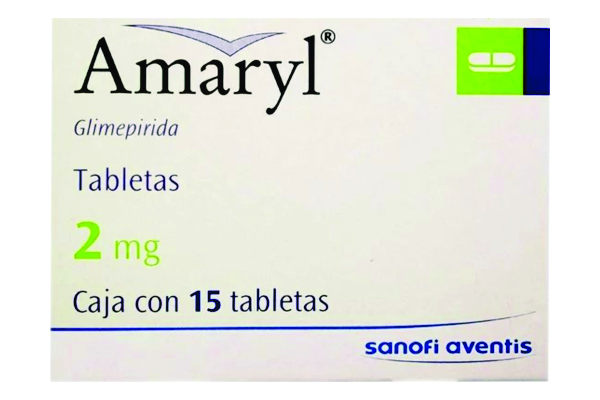 Amaryl®
Glimepirida
Tabletas
2 mg
Caja con 15 tabletas
sanofi aventis